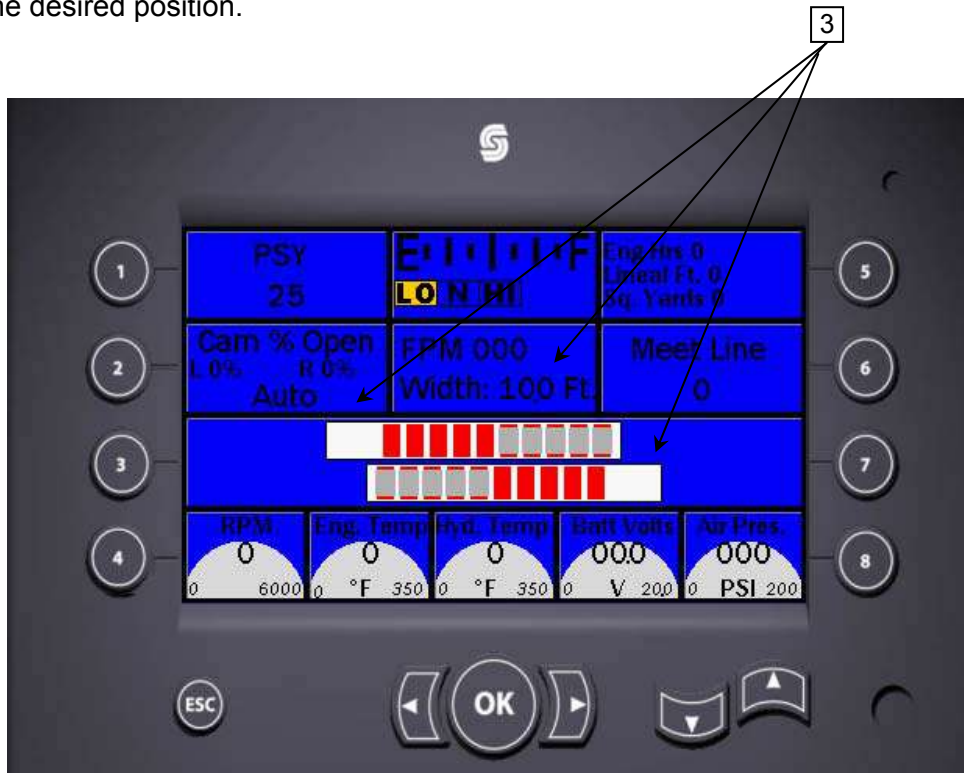 the desired position.
3
PSY
25
E F
LO N HI
Eng Hrs 0
Lineal Ft. 0
Sq. Yards 0
Cam % Open
L 0% R 0%
Auto
FPM 000
Width: 10.0 Ft.
Meet Line
0
RPM.
0
0 6000
Eng. Temp
0
0 °F 350
Hyd. Temp
0
0 °F 350
Batt Volts
00.0
0 V 20.0
Air Pres.
000
0 PSI 200
1
2
3
4
5
6
7
8
ESC
OK